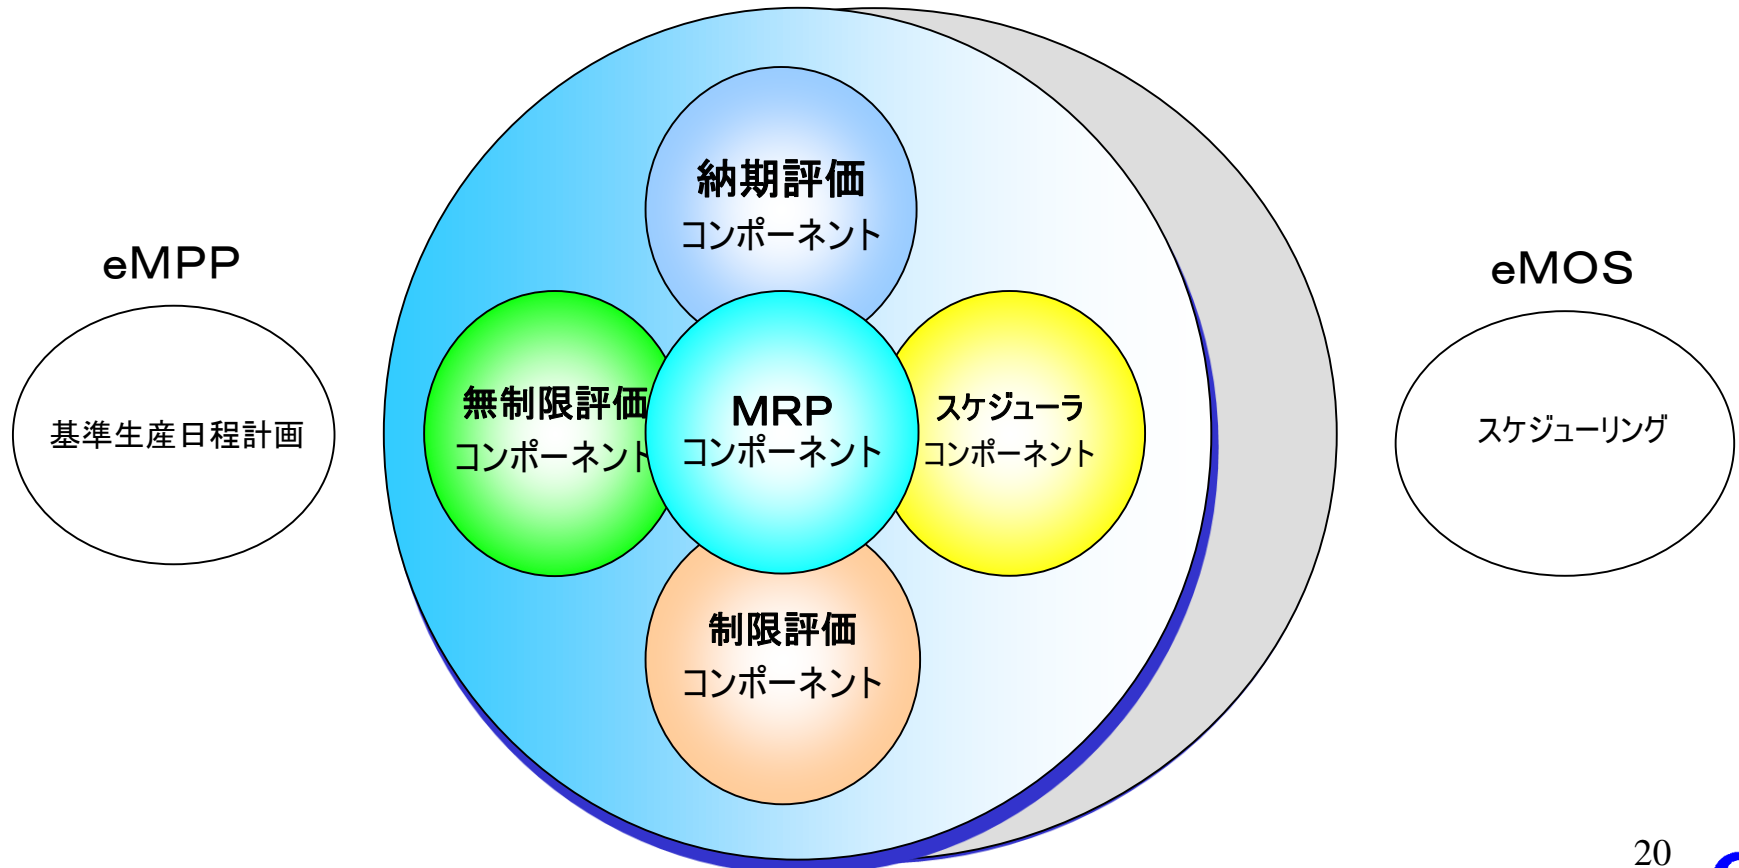 納期評価
コンポーネント
eMPP
基準生産日程計画
無制限評価
コンポーネント
MRP
コンポーネント
スケジューラ
コンポーネント
eMOS
スケジューリング
制限評価
コンポーネント
20